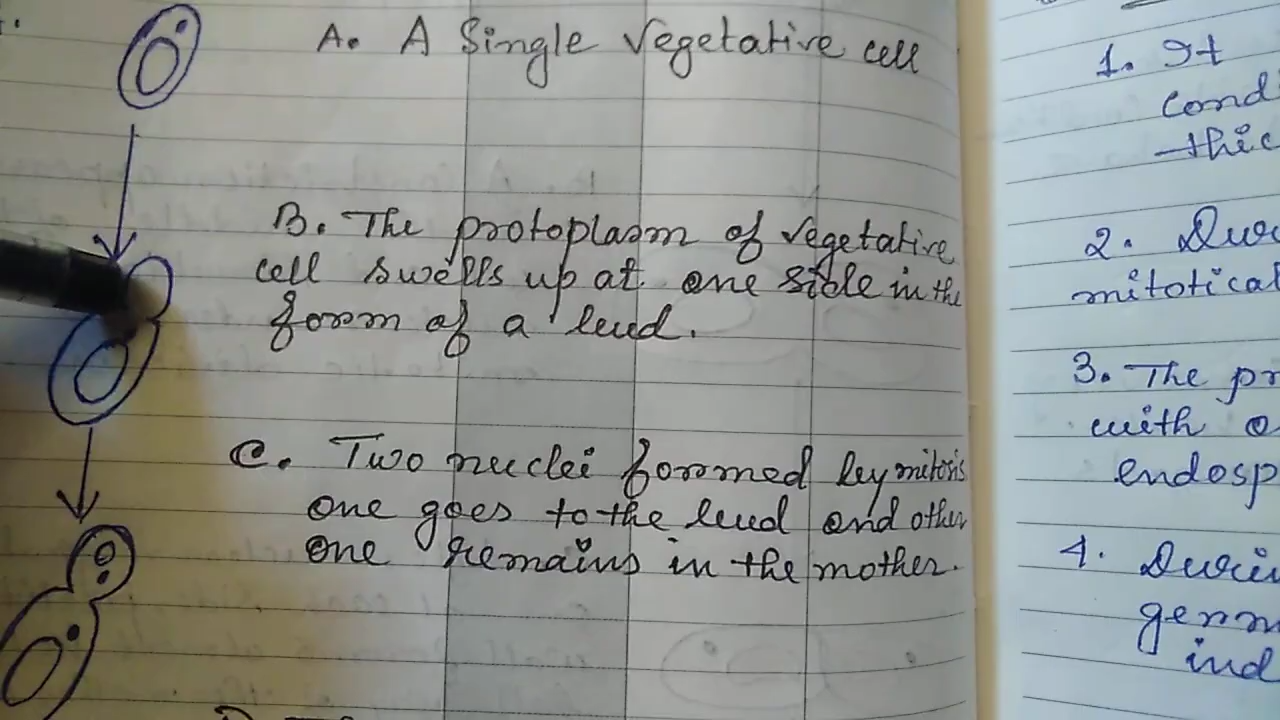 A. A Single Vegetative cell
B. The protoplasm of vegetative
cell swells up at one side in the
form of a bud.
C. Two nuclei formed by mitosis
one goes to the bud and other
one remains in the mother.
1. It
cond
-thic
2. Dur
mitotical
3. The pr
with a
endosp
4. Durin
germ
ind